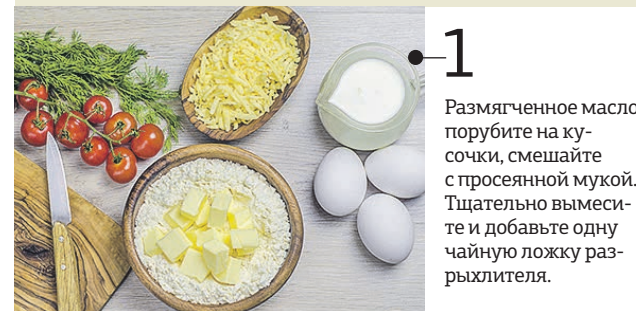 1
Размягченное масло
порубите на ку-
сочки, смешайте
с просеянной мукой.
Тщательно вымеси-
те и добавьте одну
чайную ложку раз-
рыхлителя.